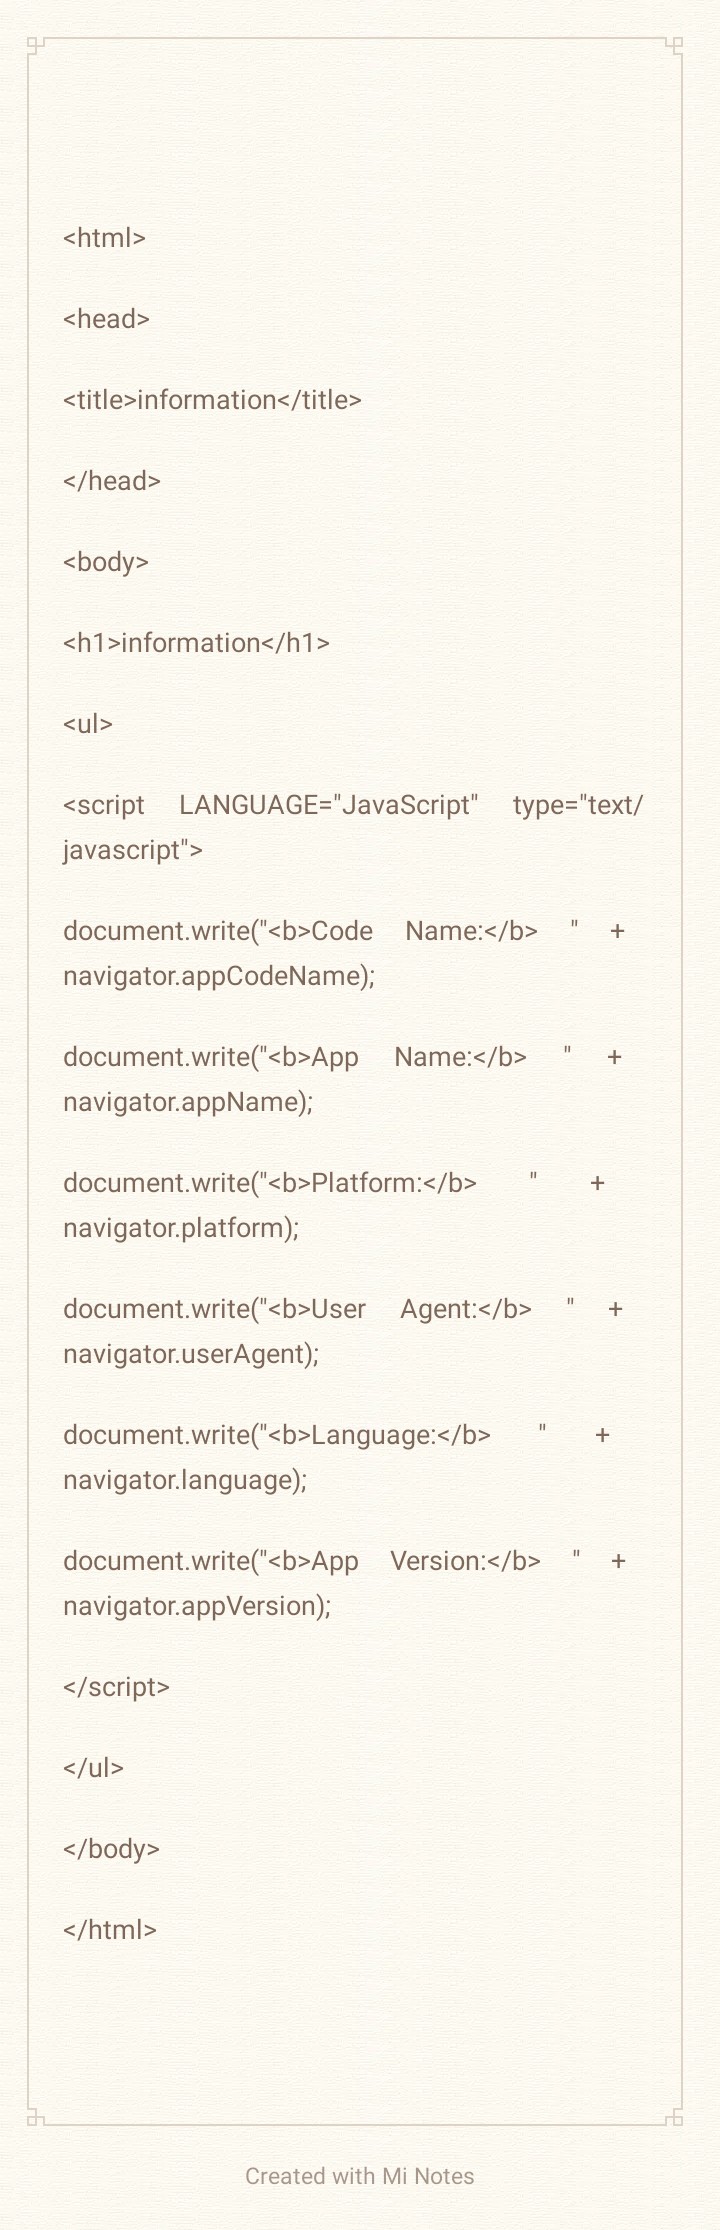 <html>
<head>
<title>information</title>
</head>
<body>
<h1>information</h1>
<ul>
<script LANGUAGE="JavaScript" type="text/
javascript">
document.write("<b>Code Name:</b> " +
navigator.appCodeName);
document.write("<b>App Name:</b> " +
navigator.appName);
document.write("<b>Platform:</b> " +
navigator.platform);
document.write("<b>User Agent:</b> " +
navigator.userAgent);
document.write("<b>Language:</b> " +
navigator.language);
document.write("<b>App Version:</b> " +
navigator.appVersion);
</script>
</ul>
</body>
</html>
Created with Mi Notes